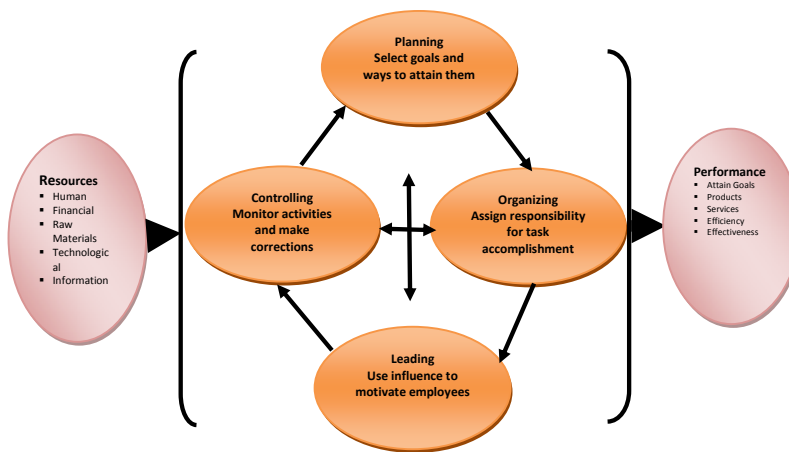 Planning
Select goals and
ways to attain them
Resources
▪ Human
▪ Financial
▪ Raw
Materials
▪ Technologic
al
▪ Information
Controlling
Monitor activities
and make
corrections
Organizing
Assign responsibility
for task
accomplishment
Performance
▪ Attain Goals
▪ Products
▪ Services
▪ Efficiency
▪ Effectiveness
Leading
Use influence to
motivate employees